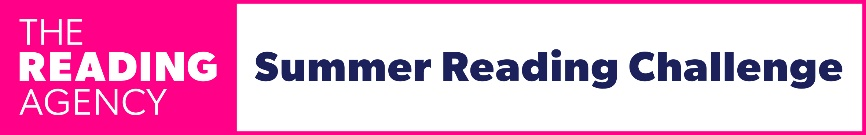 THE
READING
AGENCY
Summer Reading Challenge